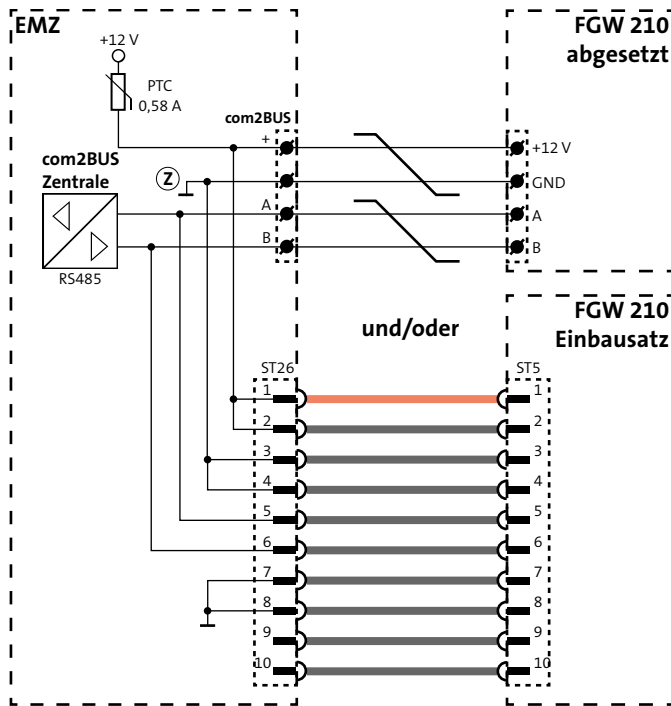 EMZ
FGW 210
abgesetzt
+12 V
PTC
0,58 A
com2BUS
com2BUS
Zentrale
RS485
Z
+
A
B
+12 V
GND
A
B
und/oder
FGW 210
Einbausatz
ST26
ST5
1
1
2
2
3
3
4
4
5
5
6
6
7
7
8
8
9
9
10
10